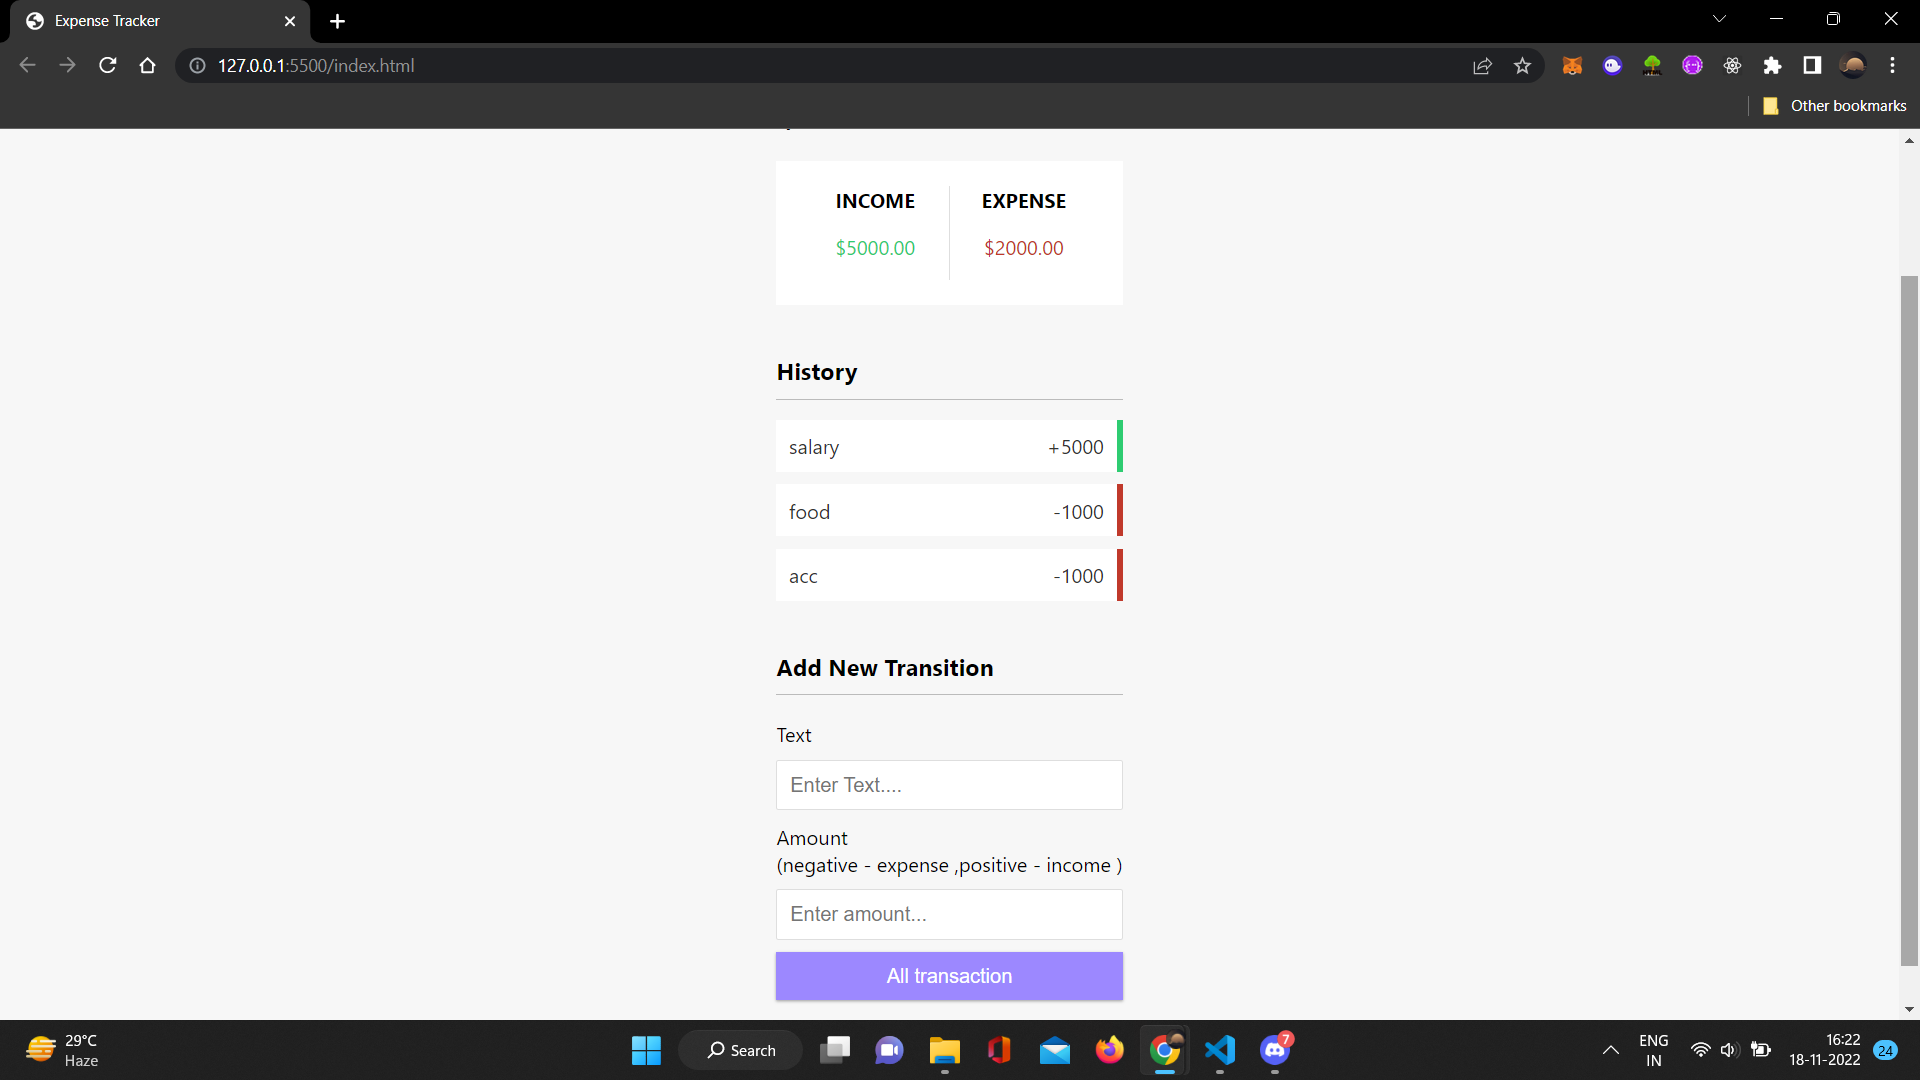 Expense Tracker
127.0.0.1:5500/index.html
Other bookmarks
INCOME EXPENSE
$5000.00 $2000.00
History
salary +5000
food -1000
acc -1000
Add New Transition
Text
Enter Text....
Amount
(negative - expense ,positive - income )
Enter amount...
All transaction
29°C
Haze
Search
7
ENG
IN
16:22
18-11-2022
24